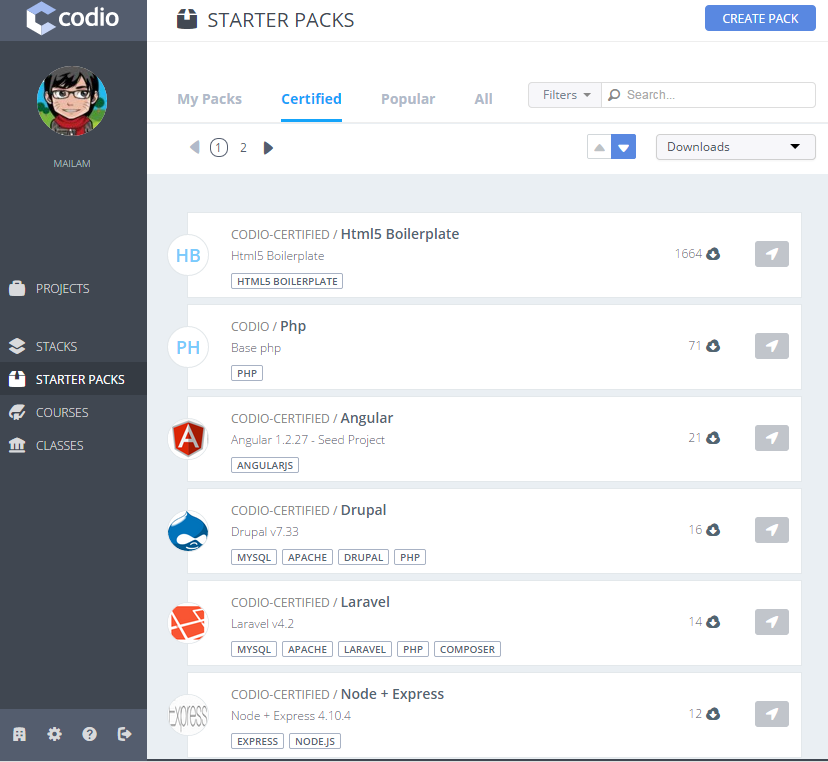 codio
MAILAM
PROJECTS
STACKS
STARTER PACKS
COURSES
CLASSES
STARTER PACKS
CREATE PACK
My Packs
Certified
Popular
All
Filters
Search...
1
2
Downloads
HB
CODIO-CERTIFIED / Html5 Boilerplate
1664
Html5 Boilerplate
HTML5 BOILERPLATE
PH
CODIO / Php
71
Base php
PHP
A
CODIO-CERTIFIED / Angular
21
Angular 1.2.27 - Seed Project
ANGULARJS
CODIO-CERTIFIED / Drupal
16
Drupal v7.33
MYSQL APACHE DRUPAL PHP
CODIO-CERTIFIED / Laravel
14
Laravel v4.2
MYSQL APACHE LARAVEL PHP COMPOSER
express
CODIO-CERTIFIED / Node + Express
12
Node + Express 4.10.4
EXPRESS NODE.JS